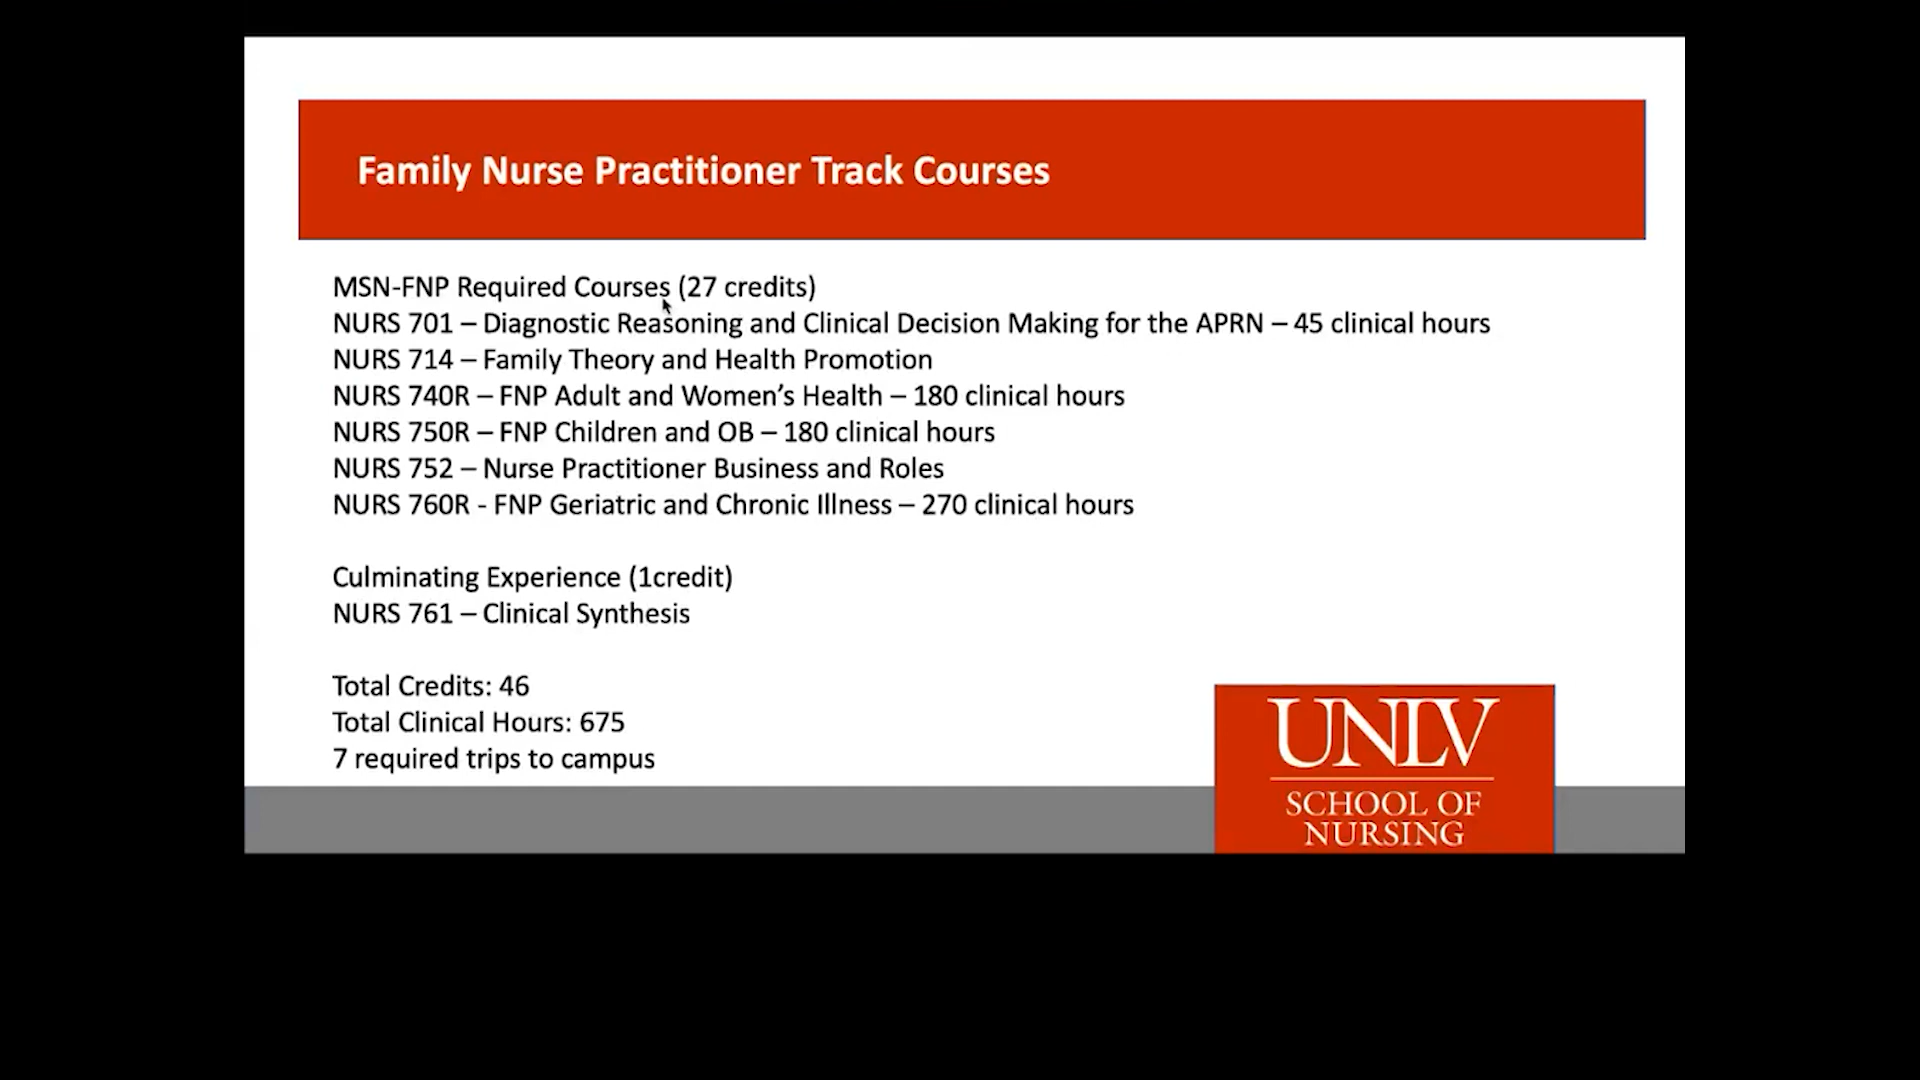 Family Nurse Practitioner Track Courses
MSN-FNP Required Courses (27 credits)
NURS 701 – Diagnostic Reasoning and Clinical Decision Making for the APRN – 45 clinical hours
NURS 714 – Family Theory and Health Promotion
NURS 740R – FNP Adult and Women’s Health – 180 clinical hours
NURS 750R – FNP Children and OB – 180 clinical hours
NURS 752 – Nurse Practitioner Business and Roles
NURS 760R - FNP Geriatric and Chronic Illness – 270 clinical hours
Culminating Experience (1credit)
NURS 761 – Clinical Synthesis
Total Credits: 46
Total Clinical Hours: 675
7 required trips to campus
UNLV
SCHOOL OF
NURSING